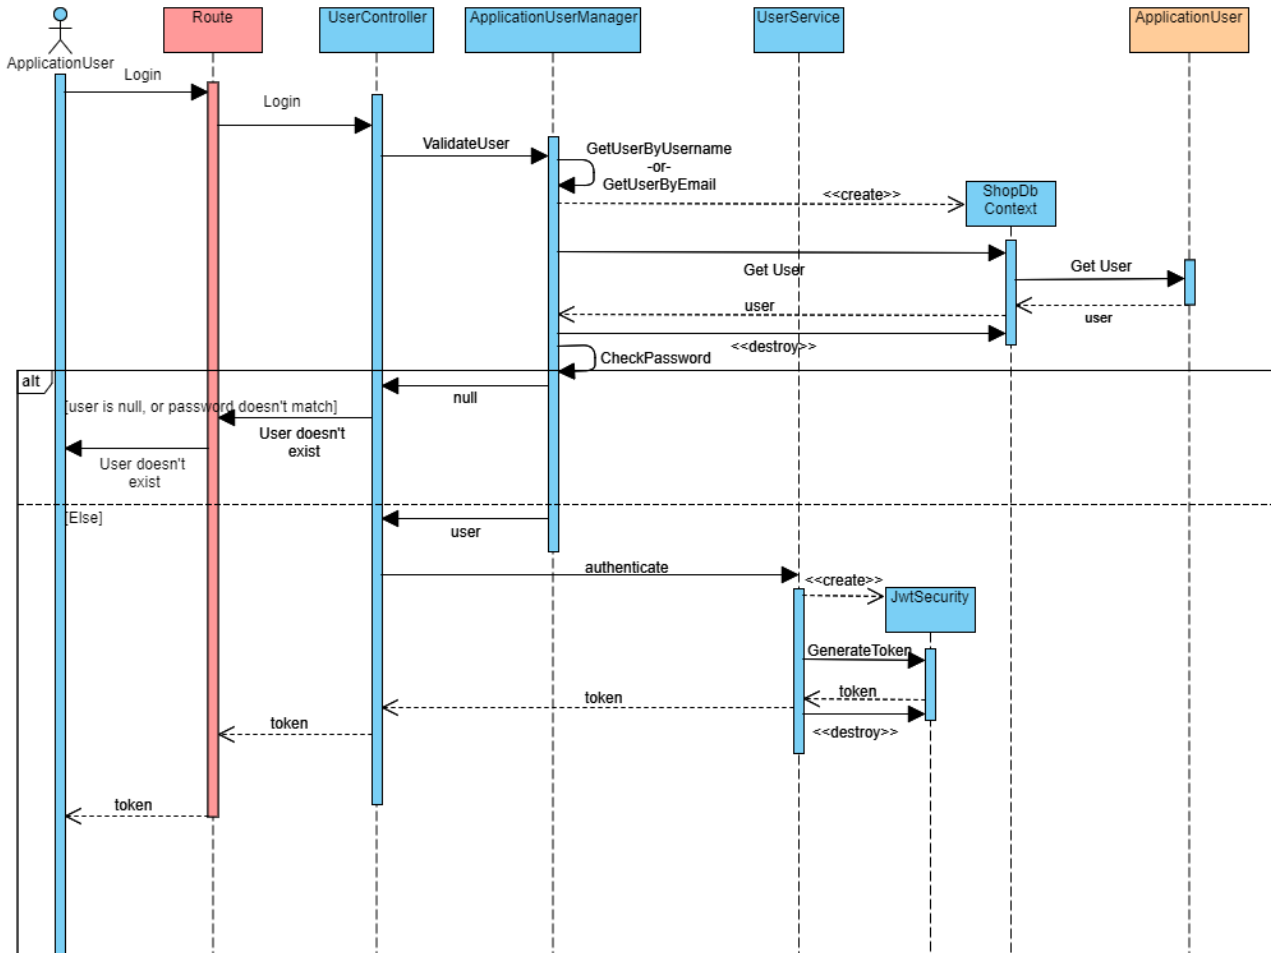 Route
UserController
ApplicationUserManager
UserService
ApplicationUser
ApplicationUser
Login
Login
ValidateUser
GetUserByUsername
-or-
GetUserByEmail
<<create>>
ShopDb
Context
Get User
Get User
user
user
<<destroy>>
CheckPassword
alt
null
[user is null, or password doesn't match]
User doesn't
exist
User doesn't
exist
[Else]
user
authenticate
<<create>>
JwtSecurity
GenerateToken
token
token
token
<<destroy>>
token